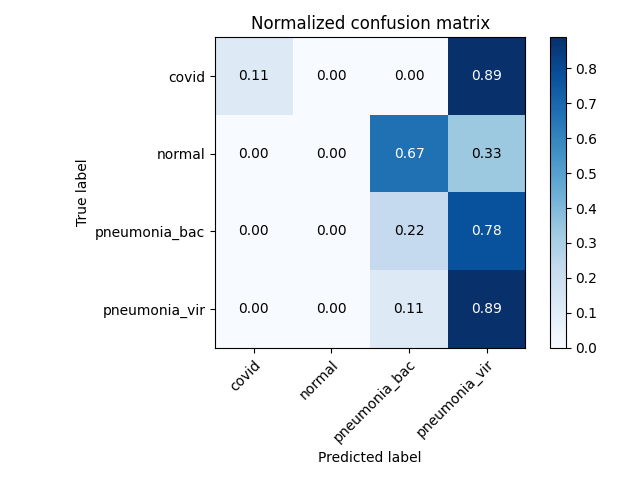 Normalized confusion matrix
True label
covid 0.11 0.00 0.00 0.89
normal 0.00 0.00 0.67 0.33
pneumonia_bac 0.00 0.00 0.22 0.78
pneumonia_vir 0.00 0.00 0.11 0.89
covid normal pneumonia_bac pneumonia_vir
Predicted label
0.8
0.7
0.6
0.5
0.4
0.3
0.2
0.1
0.0